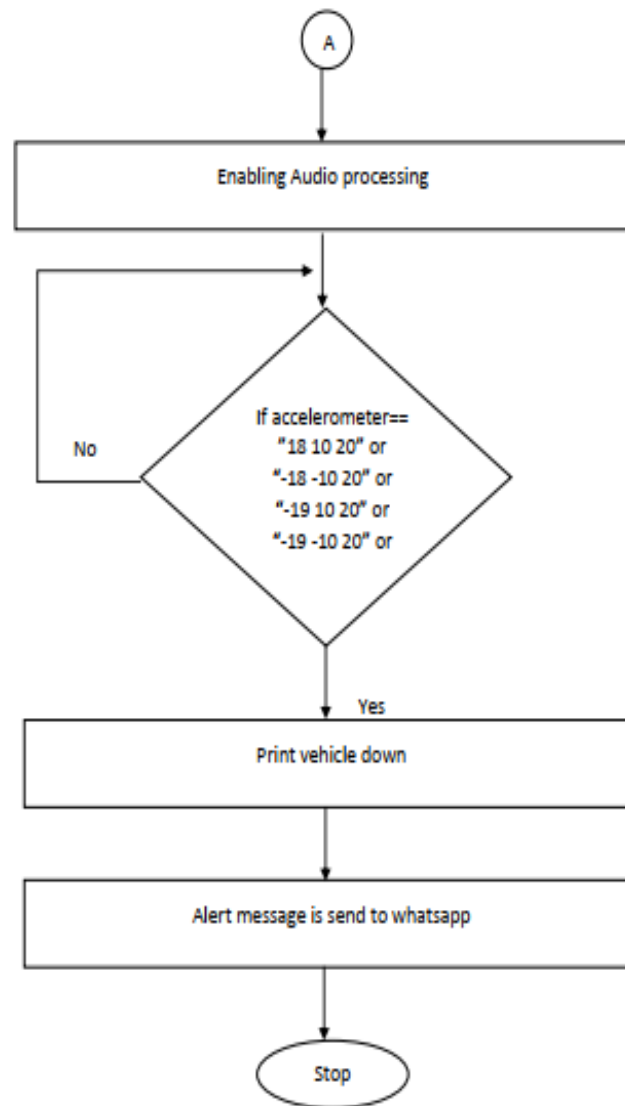 A
Enabling Audio processing
If accelerometer==
"18 10 20" or
"-18 -10 20" or
"-19 10 20" or
"-19 -10 20" or
No
Yes
Print vehicle down
Alert message is send to whatsapp
Stop